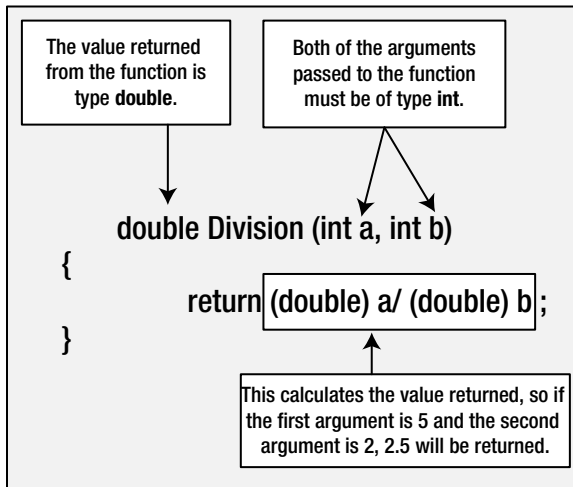 The value returned
from the function is
type double.
Both of the arguments
passed to the function
must be of type int.
double Division (int a, int b)
{
return (double) a/ (double) b ;
}
This calculates the value returned, so if
the first argument is 5 and the second
argument is 2, 2.5 will be returned.